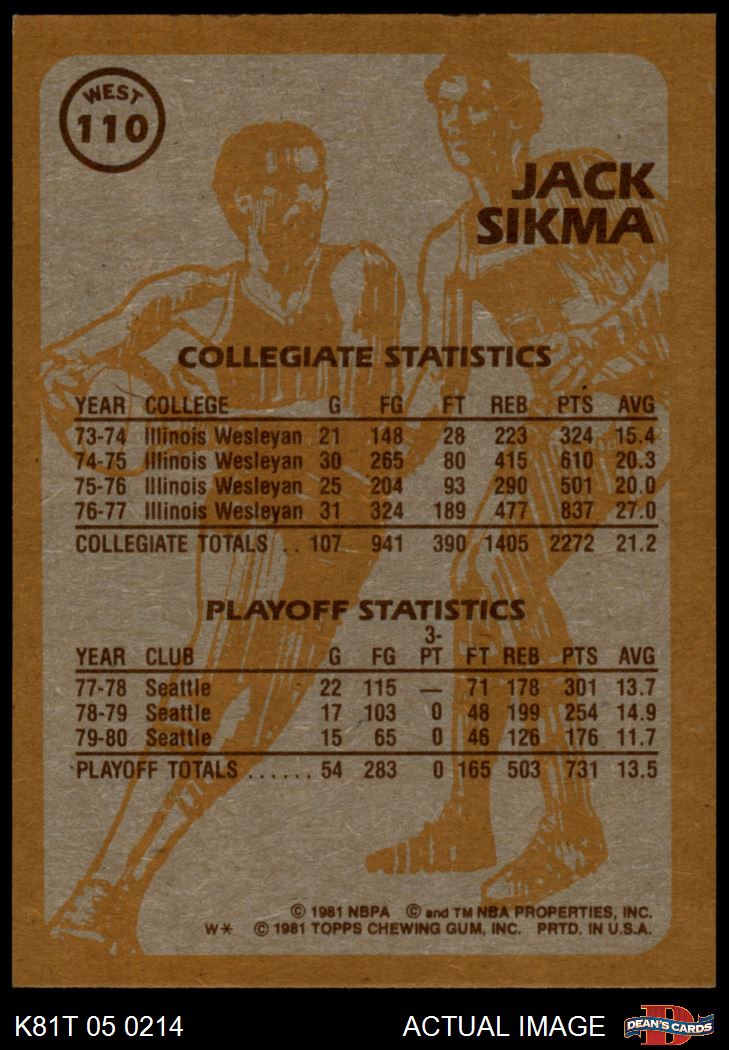 WEST
110
JACK
SIKMA
COLLEGIATE STATISTICS
YEAR COLLEGE G FG FT REB PTS AVG
73-74 Illinois Wesleyan 21 148 28 223 324 15.4
74-75 Illinois Wesleyan 30 265 80 415 610 20.3
75-76 Illinois Wesleyan 25 204 93 290 501 20.0
76-77 Illinois Wesleyan 31 324 189 477 837 27.0
COLLEGIATE TOTALS .. 107 941 390 1405 2272 21.2
PLAYOFF STATISTICS
3-
YEAR CLUB G FG PT FT REB PTS AVG
77-78 Seattle 22 115 — 71 178 301 13.7
78-79 Seattle 17 103 0 48 199 254 14.9
79-80 Seattle 15 65 0 46 126 176 11.7
PLAYOFF TOTALS ...... 54 283 0 165 503 731 13.5
© 1981 NBPA © and TM NBA PROPERTIES, INC.
W* © 1981 TOPPS CHEWING GUM, INC. PRTD. IN U.S.A.
K81T 05 0214 ACTUAL IMAGE D DEAN'S CARDS